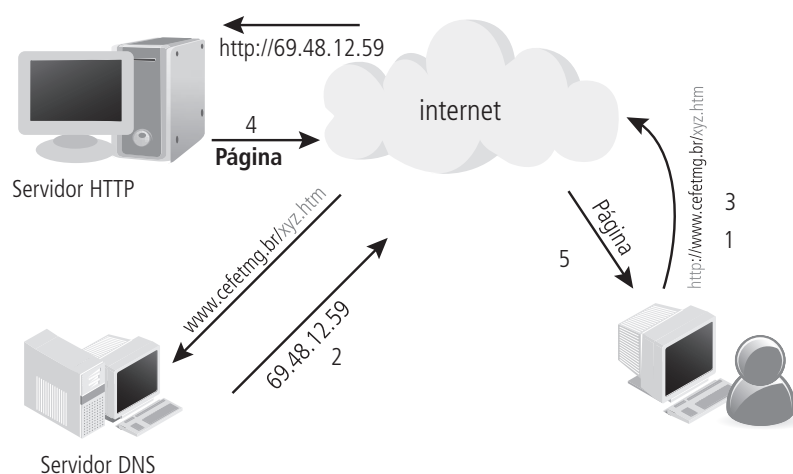 http://69.48.12.59
internet
4
Página
Servidor HTTP
http://www.cefetmg.br/xyz.htm
3
1
Página
5
www.cefetmg.br/xyz.htm
69.48.12.59
2
Servidor DNS